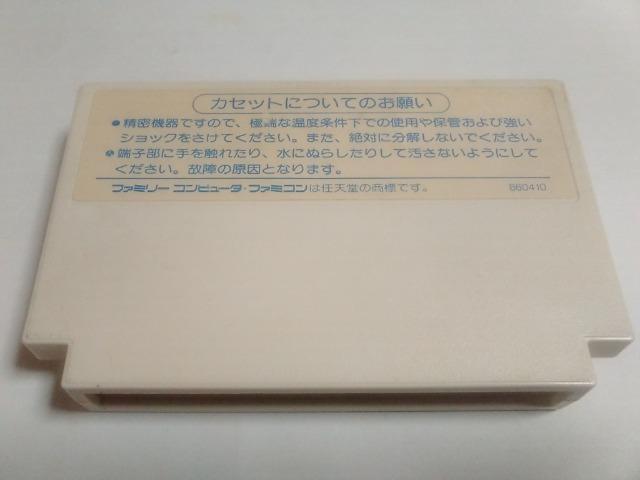 カセットについてのお願い
●精密機器ですので、極端な温度条件下での使用や保管および強い
ショックをさけてください。また、絶対に分解しないでください。
●端子部に手を触れたり、水にぬらしたりして汚さないようにして
ください。故障の原因となります。
ファミリー コンピュータ・ファミコンは任天堂の商標です。 860410